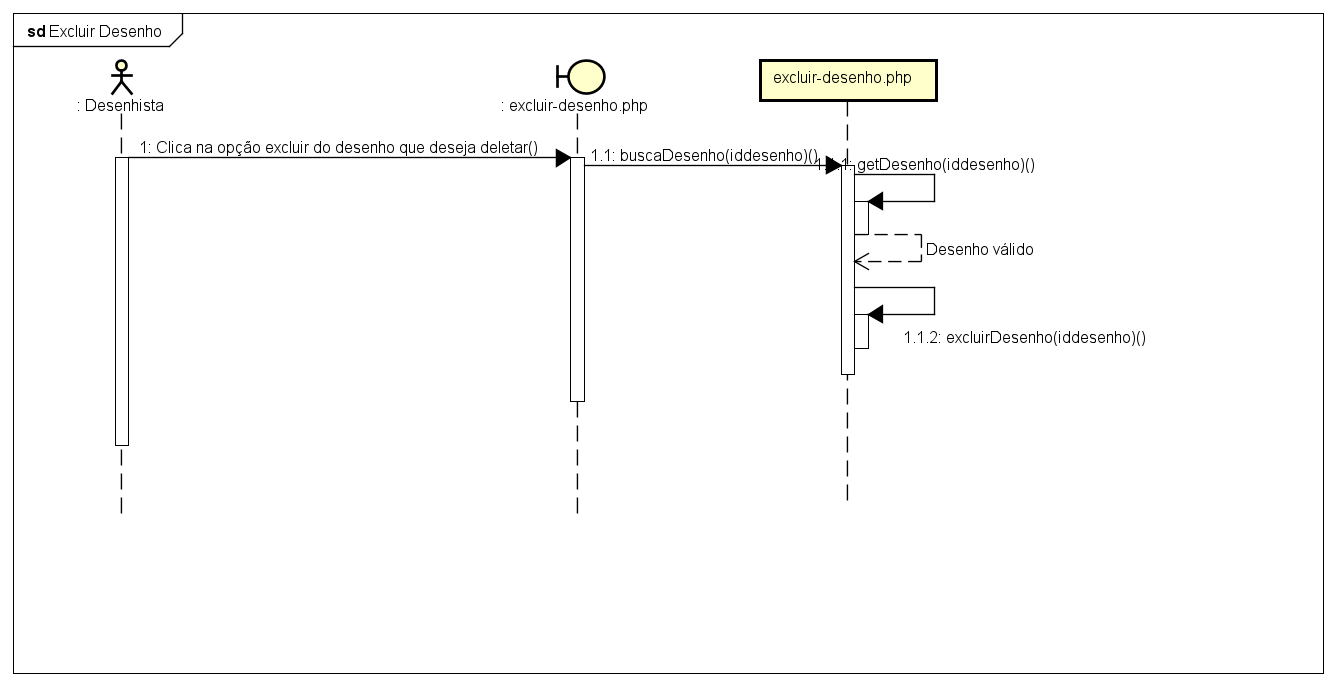 sd Excluir Desenho
: Desenhista
: excluir-desenho.php
excluir-desenho.php
1: Clica na opção excluir do desenho que deseja deletar()
1.1: buscaDesenho(iddesenho)()
1.1.1: getDesenho(iddesenho)()
Desenho válido
1.1.2: excluirDesenho(iddesenho)()